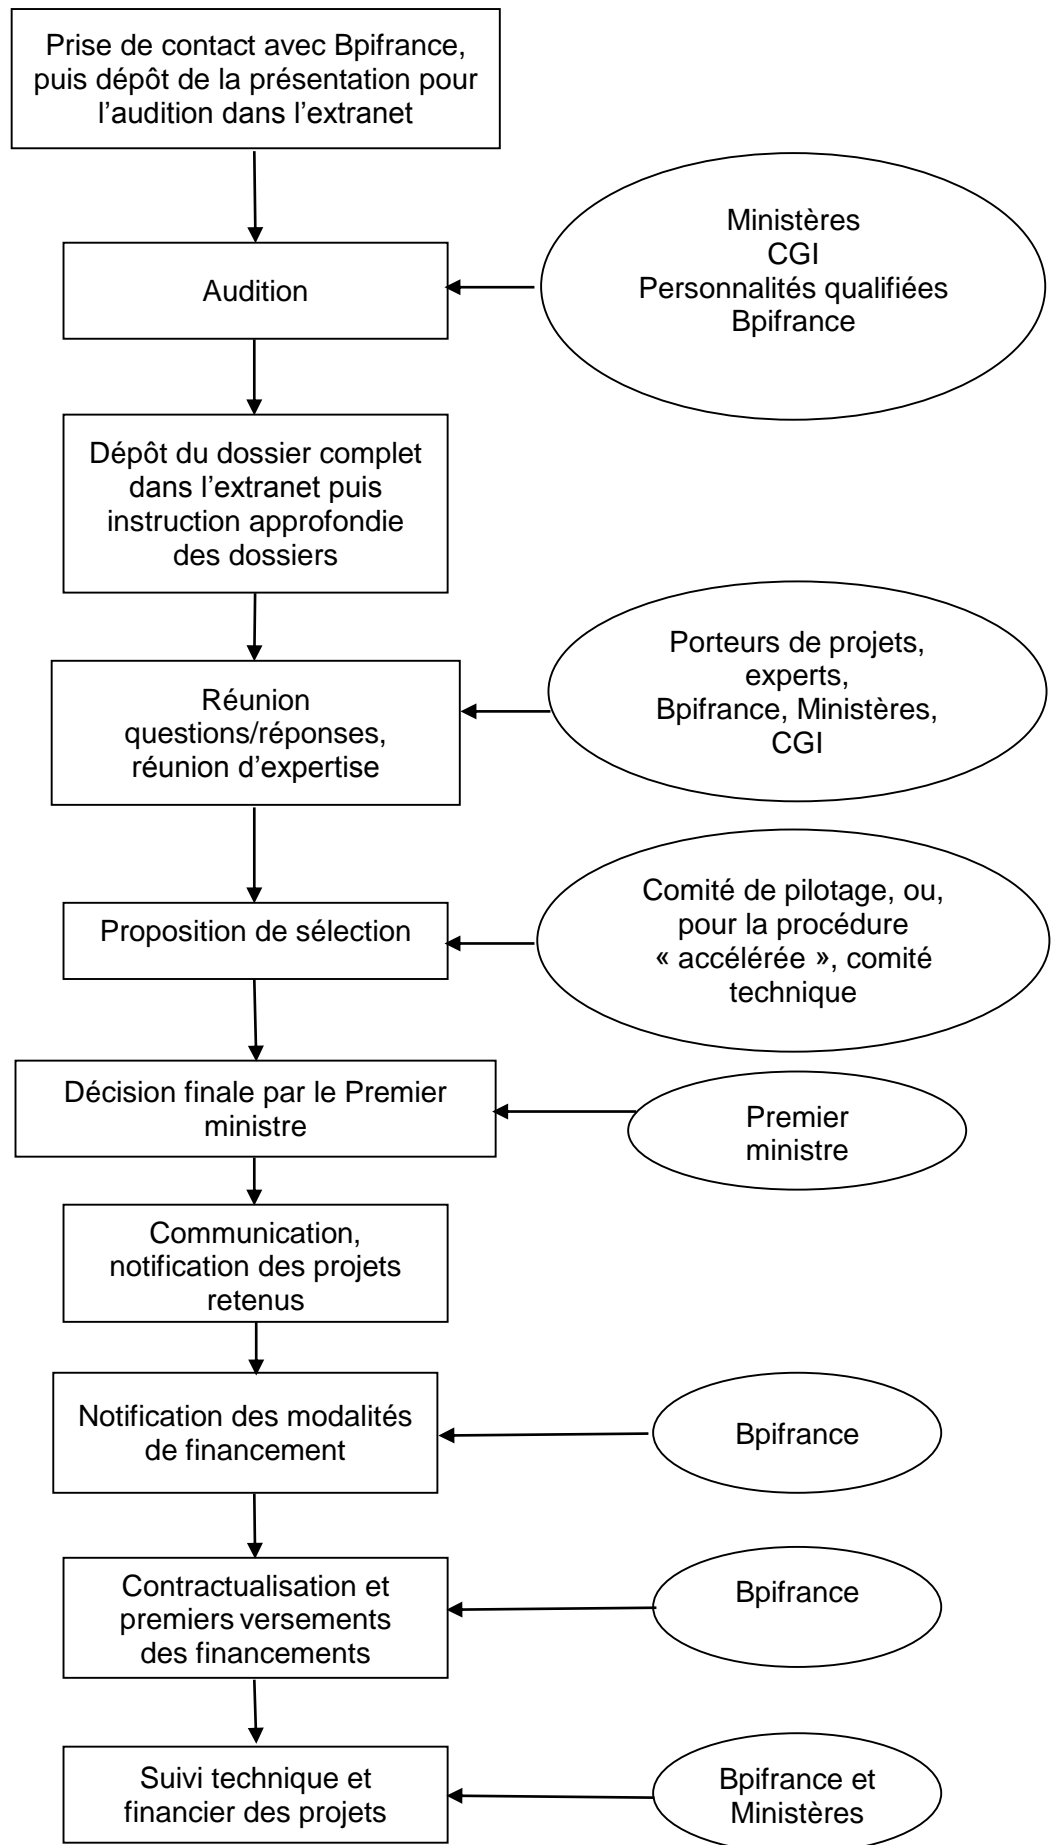 Prise de contact avec Bpifrance,
puis dépôt de la présentation pour
l’audition dans l’extranet
Ministères
CGI
Personnalités qualifiées
Bpifrance
Audition
Dépôt du dossier complet
dans l’extranet puis
instruction approfondie
des dossiers
Porteurs de projets,
experts,
Bpifrance, Ministères,
CGI
Réunion
questions/réponses,
réunion d’expertise
Comité de pilotage, ou,
pour la procédure
« accélérée », comité
technique
Proposition de sélection
Décision finale par le Premier
ministre
Premier
ministre
Communication,
notification des projets
retenus
Notification des modalités
de financement
Bpifrance
Contractualisation et
premiers versements
des financements
Bpifrance
Suivi technique et
financier des projets
Bpifrance et
Ministères